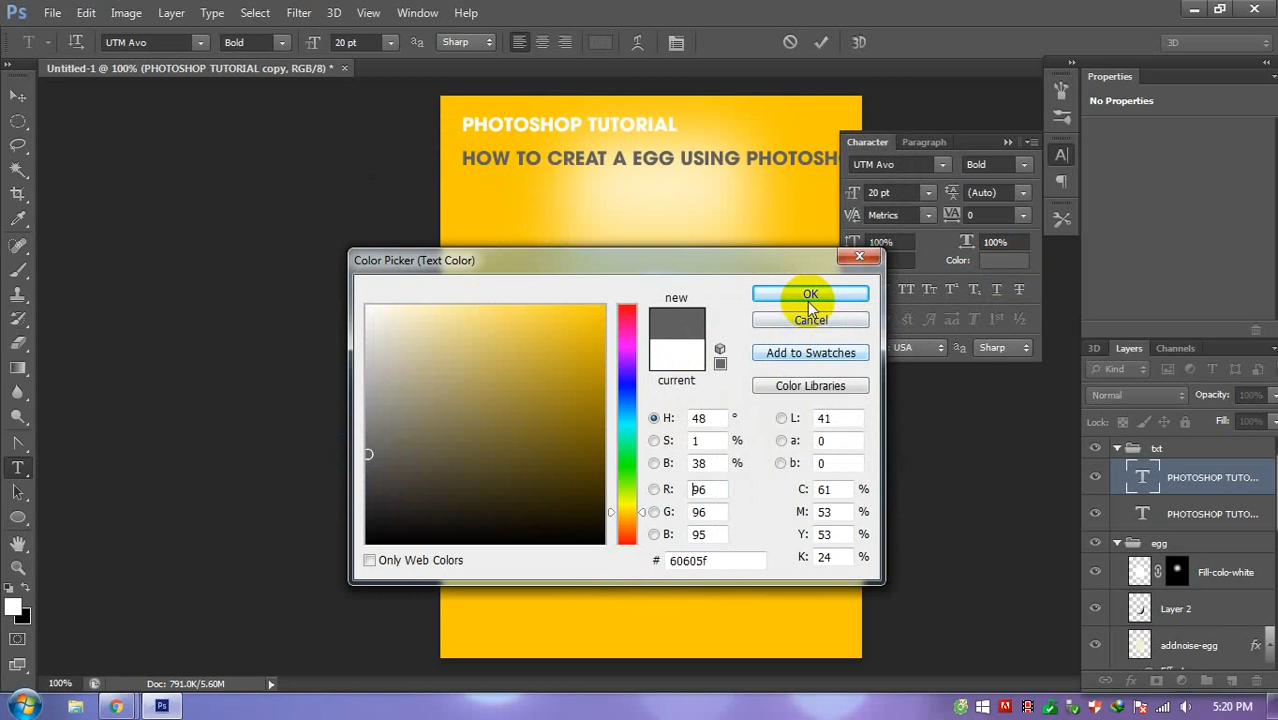 Ps File Edit Image Layer Type Select Filter 3D View Window Help
T UTM Avo Bold 20 pt Sharp 3D 3D
Untitled-1 @ 100% (PHOTOSHOP TUTORIAL copy, RGB/8) * ×
Properties
No Properties
PHOTOSHOP TUTORIAL
HOW TO CREAT A EGG USING PHOTOSH
Character Paragraph
UTM Avo Bold
20 pt (Auto)
Metrics 0
100% 100%
Color:
USA Sharp
Color Picker (Text Color)
new
current
OK
Cancel
Add to Swatches
Color Libraries
H: 48 °
S: 1 %
B: 38 %
R: 96
G: 96
B: 95
# 60605f
L: 41
a: 0
b: 0
C: 61 %
M: 53 %
Y: 53 %
K: 24 %
Only Web Colors
3D Layers Channels
Kind
Normal Opacity: 100%
Lock: Fill: 100%
txt
PHOTOSHOP TUTO...
PHOTOSHOP TUTO...
egg
Fill-colo-white
Layer 2
addnoise-egg fx
100% Doc: 791.0K/5.60M
5:20 PM